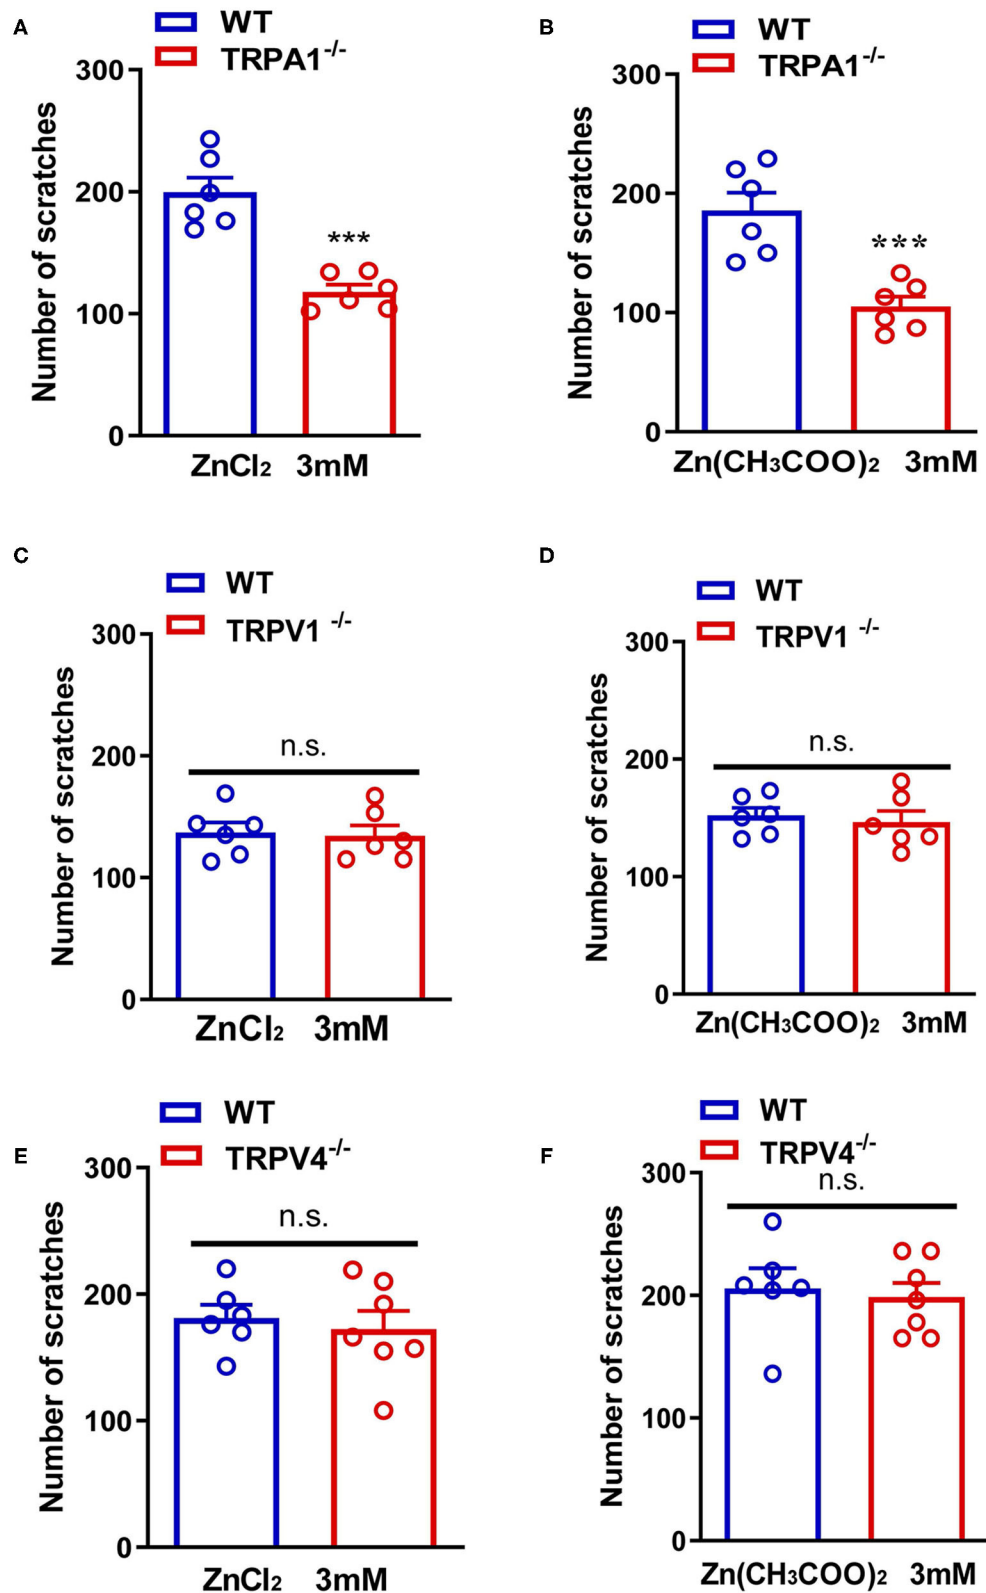 A
WT
TRPA1-/-
300
200
100
0
Number of scratches
***
ZnCl2 3mM
B
WT
TRPA1-/-
300
200
100
0
Number of scratches
***
Zn(CH3COO)2 3mM
C
WT
TRPV1 -/-
300
200
100
0
Number of scratches
n.s.
ZnCl2 3mM
D
WT
TRPV1 -/-
300
200
100
0
Number of scratches
n.s.
Zn(CH3COO)2 3mM
E
WT
TRPV4-/-
300
200
100
0
Number of scratches
n.s.
ZnCl2 3mM
F
WT
TRPV4-/-
300
200
100
0
Number of scratches
n.s.
Zn(CH3COO)2 3mM